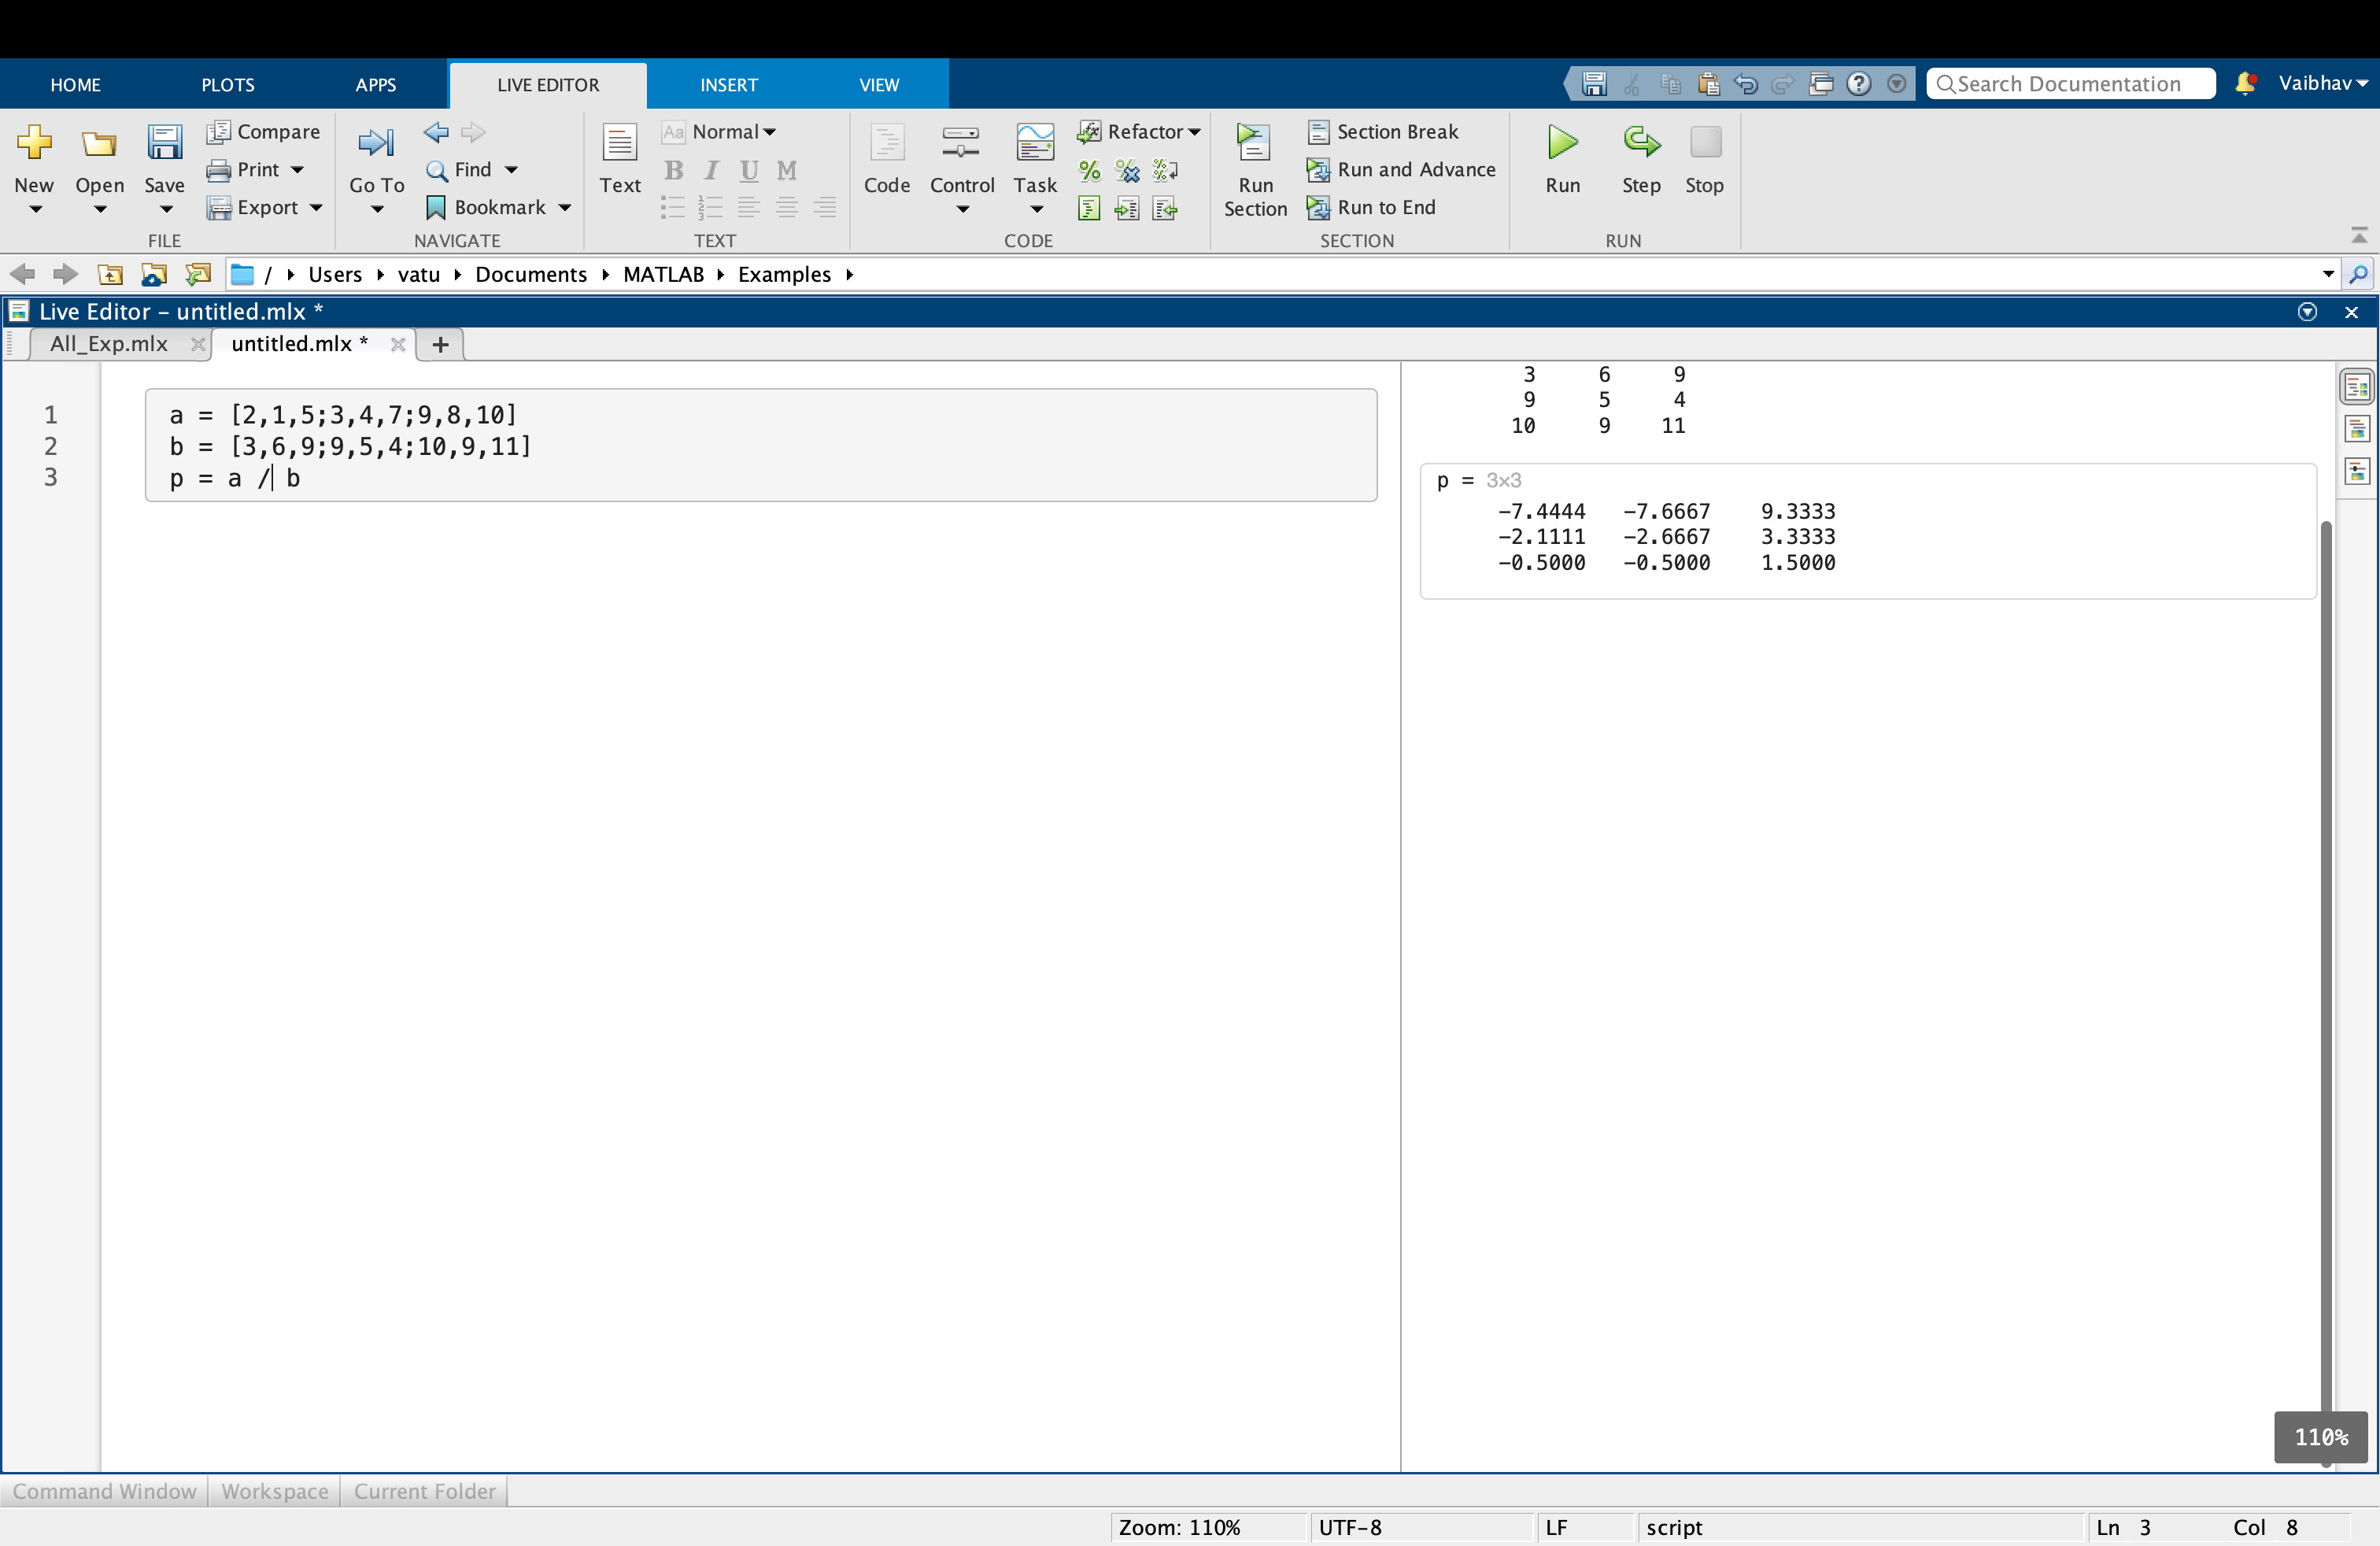 HOME PLOTS APPS LIVE EDITOR INSERT VIEW Search Documentation Vaibhav
New Open Save Compare Print Export
FILE
Go To Find Bookmark
NAVIGATE
Text Aa Normal B I U M
TEXT
Code Control Task Refactor
CODE
Run Section Section Break Run and Advance Run to End
SECTION
Run Step Stop
RUN
/ Users vatu Documents MATLAB Examples
Live Editor - untitled.mlx *
All_Exp.mlx untitled.mlx * +
1 a = [2,1,5;3,4,7;9,8,10]
2 b = [3,6,9;9,5,4;10,9,11]
3 p = a / b
3 6 9
9 5 4
10 9 11
p = 3×3
-7.4444 -7.6667 9.3333
-2.1111 -2.6667 3.3333
-0.5000 -0.5000 1.5000
110%
Command Window Workspace Current Folder
Zoom: 110% UTF-8 LF script Ln 3 Col 8